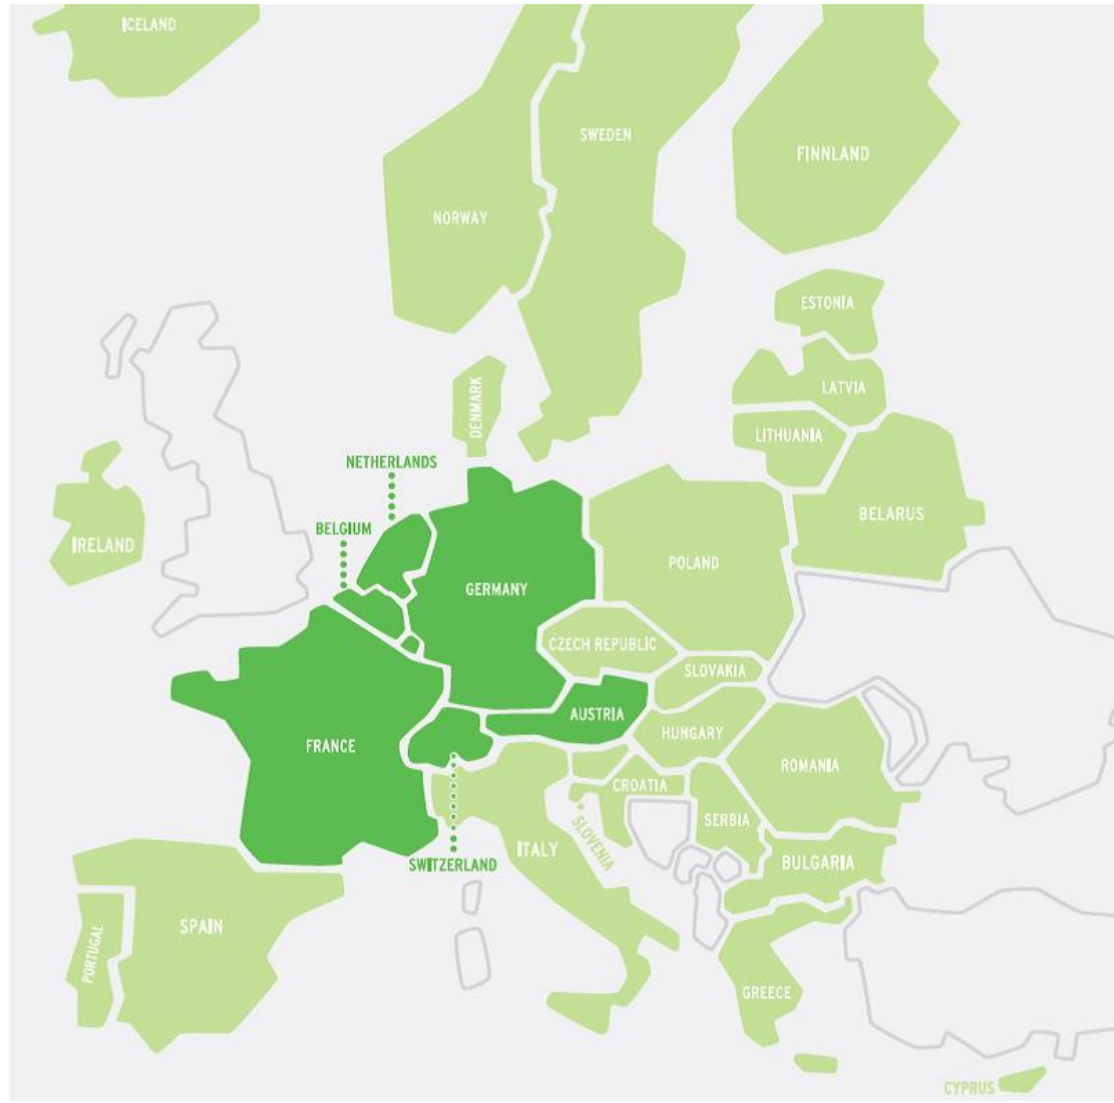 ICELAND
SWEDEN
FINNLAND
NORWAY
ESTONIA
DENMARK
LATVIA
LITHUANIA
NETHERLANDS
BELARUS
BELGIUM
IRELAND
POLAND
GERMANY
CZECH REPUBLIC
SLOVAKIA
AUSTRIA
HUNGARY
FRANCE
ROMANIA
CROATIA
SERBIA
SLOVENIA
ITALY
BULGARIA
SWITZERLAND
SPAIN
PORTUGAL
GREECE
CYPRUS